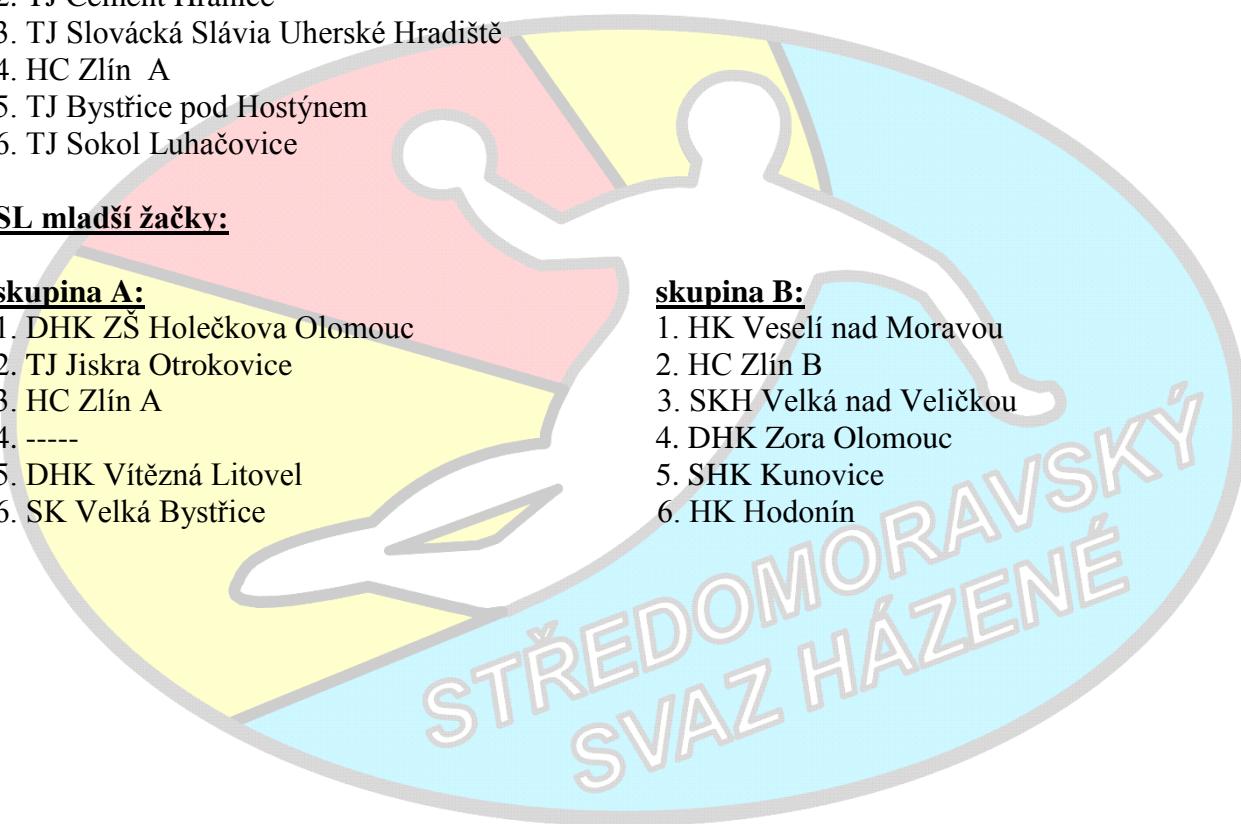 2. TJ Cement Hranice
3. TJ Slovácká Slávia Uherské Hradiště
4. HC Zlín A
5. TJ Bystřice pod Hostýnem
6. TJ Sokol Luhačovice
SL mladší žačky:
skupina A:
1. DHK ZŠ Holečkova Olomouc
2. TJ Jiskra Otrokovice
3. HC Zlín A
4. -----
5. DHK Vítězná Litovel
6. SK Velká Bystřice
skupina B:
1. HK Veselí nad Moravou
2. HC Zlín B
3. SKH Velká nad Veličkou
4. DHK Zora Olomouc
5. SHK Kunovice
6. HK Hodonín
STŘEDOMORAVSKÝ
SVAZ HÁZENÉ